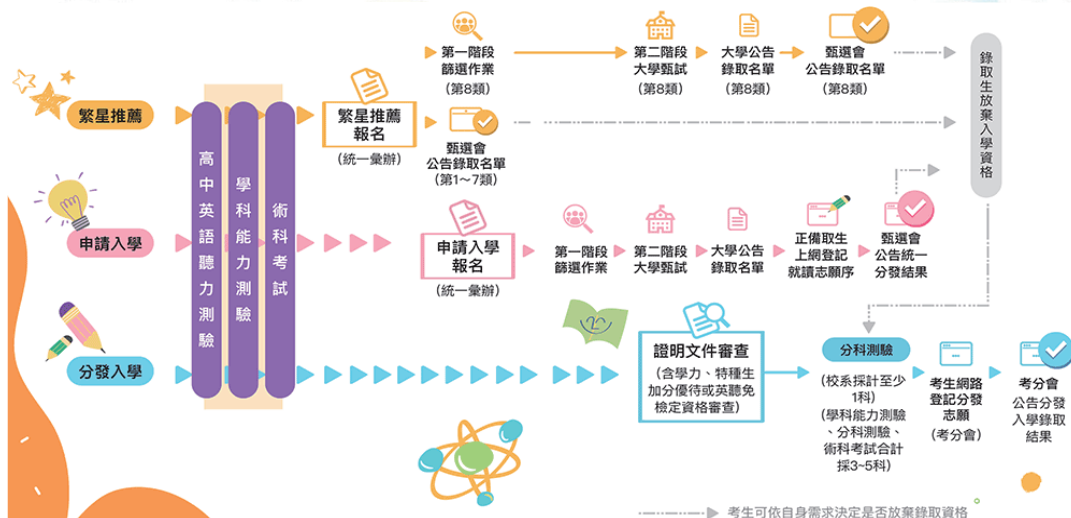 繁星推薦
申請入學
分發入學
高中英語聽力測驗
學科能力測驗
術科考試
繁星推薦
報名
(統一彙辦)
第一階段
篩選作業
(第8類)
第二階段
大學甄試
(第8類)
大學公告
錄取名單
(第8類)
甄選會
公告錄取名單
(第8類)
甄選會
公告錄取名單
(第1～7類)
錄取生放棄入學資格
申請入學
報名
(統一彙辦)
第一階段
篩選作業
第二階段
大學甄試
大學公告
錄取名單
正備取生
上網登記
就讀志願序
甄選會
公告統一
分發結果
證明文件審查
(含學力、特種生
加分優待或英聽免
檢定資格審查)
分科測驗
(校系採計至少
1科)
(學科能力測驗
、分科測驗、
術科考試合計
採3~5科)
考生網路
登記分發
志願
(考分會)
考分會
公告分發
入學錄取
結果
考生可依自身需求決定是否放棄錄取資格